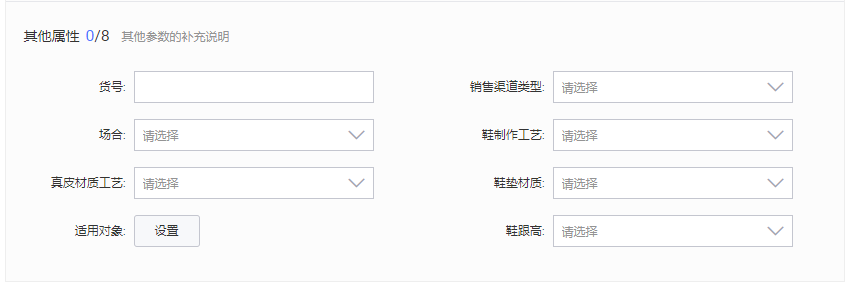 其他属性 0/8 其他参数的补充说明
货号: 销售渠道类型: 请选择
场合: 请选择 鞋制作工艺: 请选择
真皮材质工艺: 请选择 鞋垫材质: 请选择
适用对象: 设置 鞋跟高: 请选择